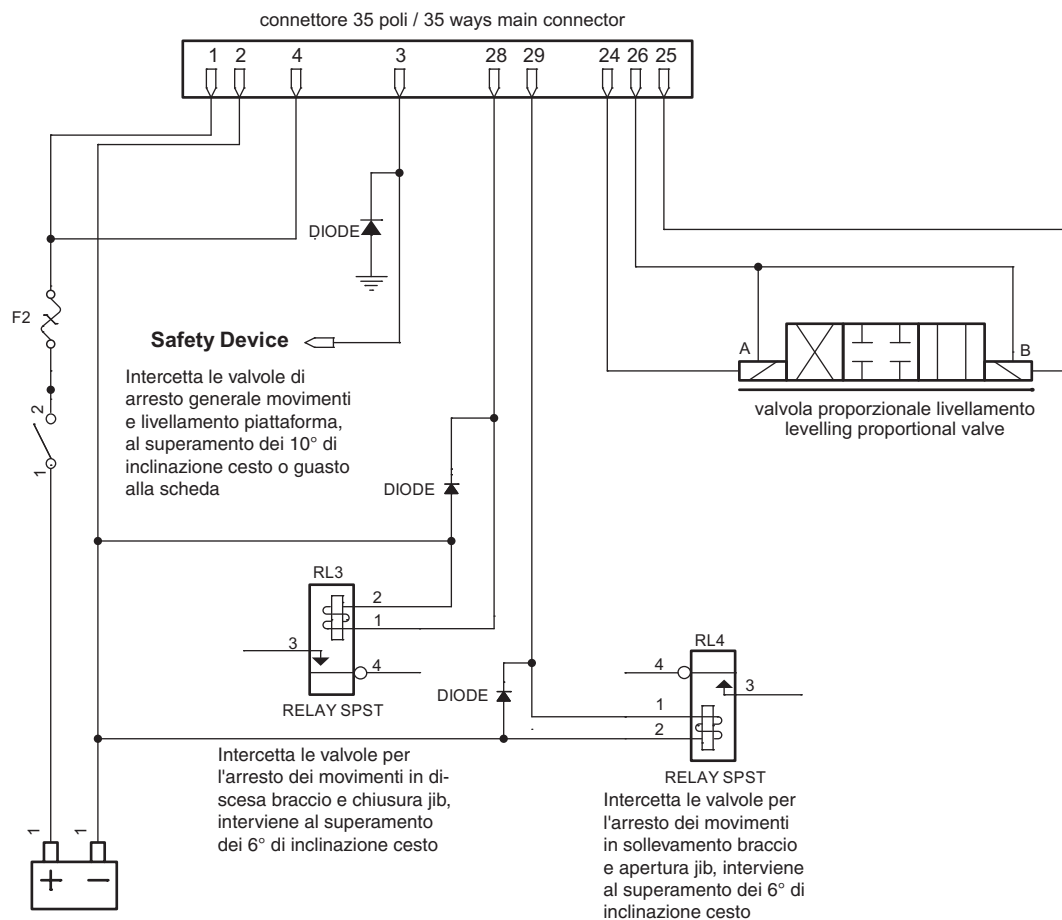 connettore 35 poli / 35 ways main connector
1 2 4 3 28 29 24 26 25
DIODE
F2
Safety Device
Intercetta le valvole di
arresto generale movimenti
e livellamento piattaforma,
al superamento dei 10° di
inclinazione cesto o guasto
alla scheda
2
1
A
B
valvola proporzionale livellamento
levelling proportional valve
DIODE
RL3
2
1
3
4
RELAY SPST
Intercetta le valvole per
l'arresto dei movimenti in di-
scesa braccio e chiusura jib,
interviene al superamento
dei 6° di inclinazione cesto
DIODE
RL4
4
3
1
2
RELAY SPST
Intercetta le valvole per
l'arresto dei movimenti
in sollevamento braccio
e apertura jib, interviene
al superamento dei 6° di
inclinazione cesto
1 1
+ −